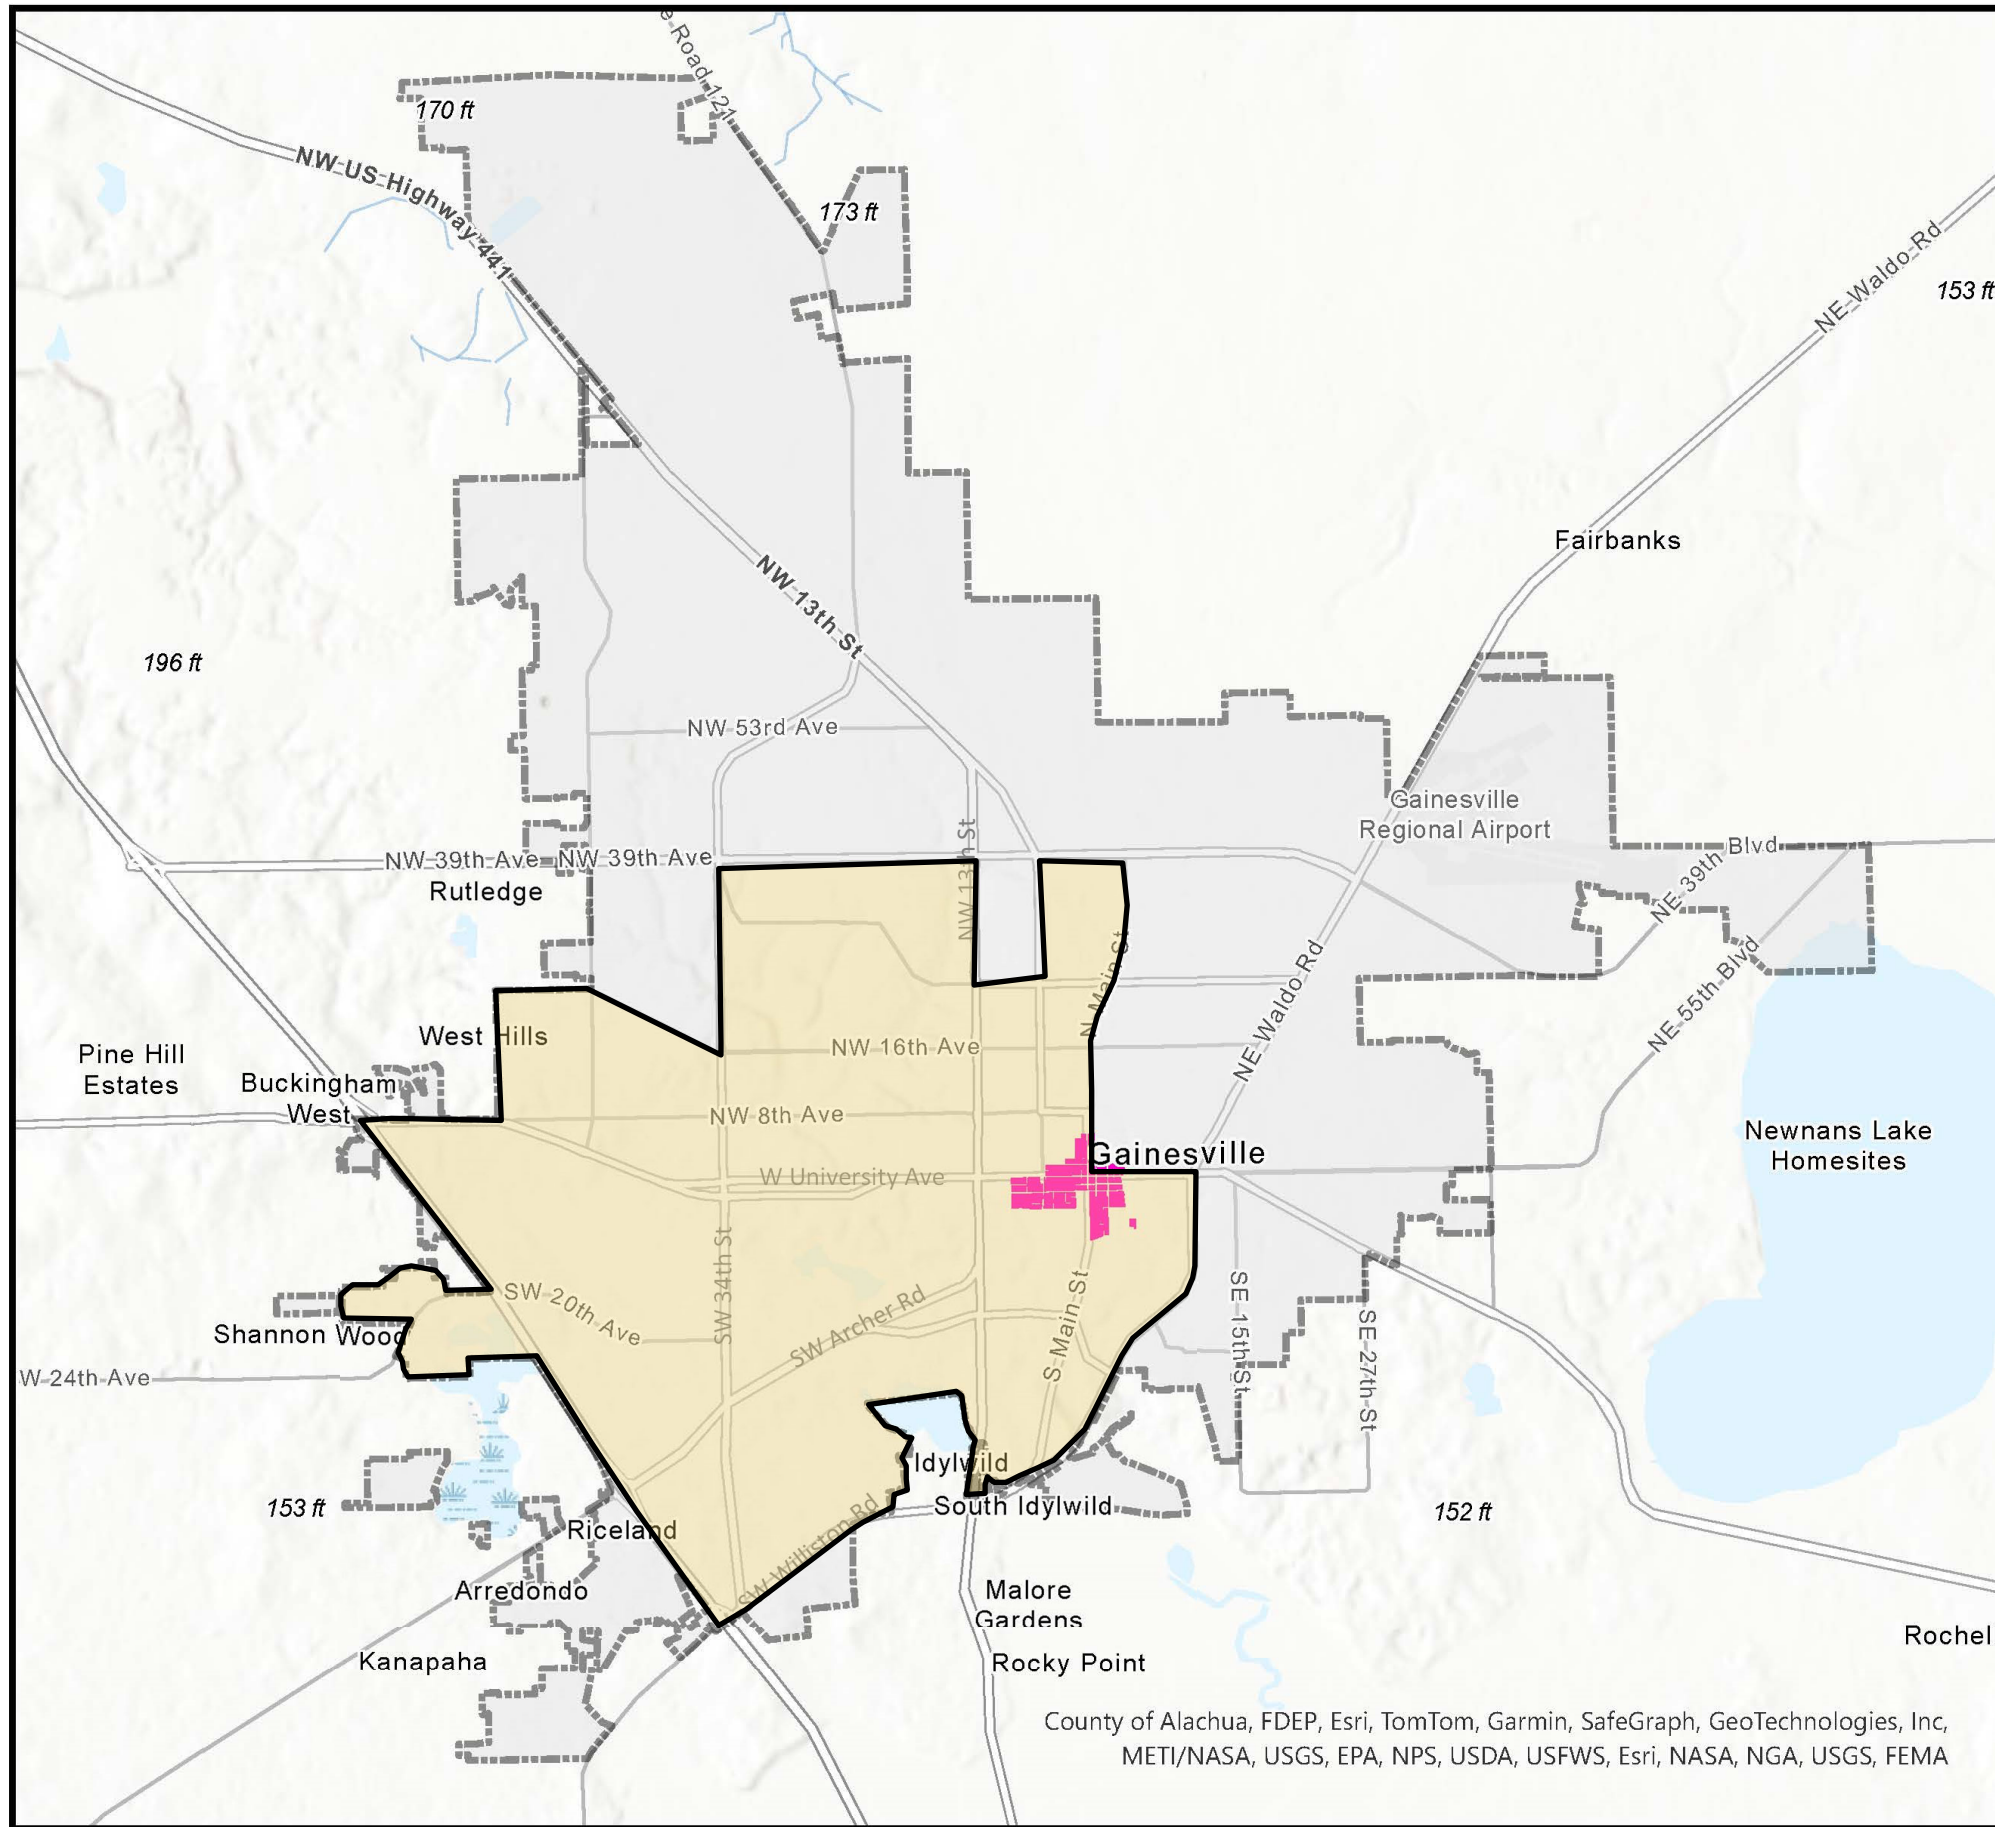 e Road 121
170 ft
NW US Highway 441
173 ft
NE Waldo Rd
153 ft
Fairbanks
NW 13th St
196 ft
NW 53rd Ave
Gainesville
Regional Airport
NW 13th St
NW 39th Ave
NW 39th Ave
NE 39th Blvd
Rutledge
N Main St
NE Waldo Rd
NE 55th Blvd
West Hills
NW 16th Ave
Pine Hill
Estates
Buckingham
West
NW 8th Ave
Gainesville
Newnans Lake
Homesites
W University Ave
SW 34th St
SW 20th Ave
SW Archer Rd
S Main St
SE 15th St
SE 27th St
Shannon Wood
W 24th Ave
Idylwild
South Idylwild
153 ft
152 ft
Riceland
SW Williston Rd
Arredondo
Malore
Gardens
Kanapaha
Rocky Point
Rochel
County of Alachua, FDEP, Esri, TomTom, Garmin, SafeGraph, GeoTechnologies, Inc,
METI/NASA, USGS, EPA, NPS, USDA, USFWS, Esri, NASA, NGA, USGS, FEMA